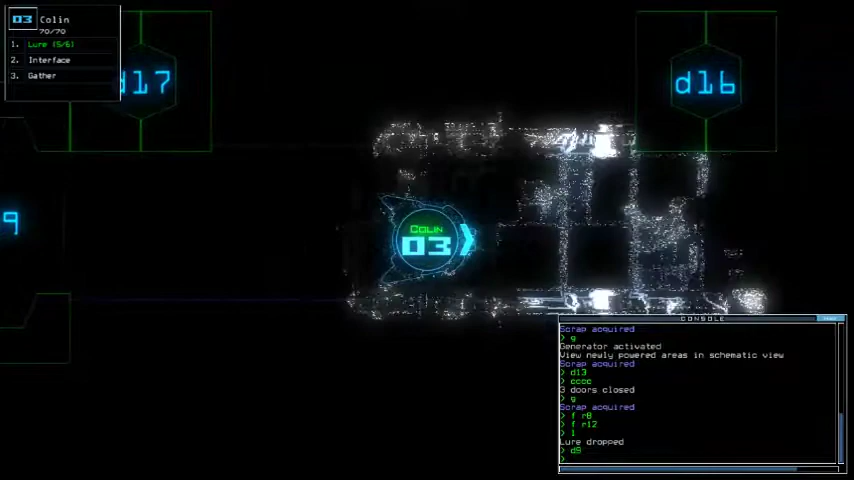 03 Colin
70/70
1. Lure (5/6)
2. Interface
3. Gather
d17
d16
9
COLIN
03
CONSOLE
Scrap acquired
> g
Generator activated
View newly powered areas in schematic view
Scrap acquired
> d13
> cccc
3 doors closed
> g
Scrap acquired
> f r8
> f r12
> l
Lure dropped
> d9
>